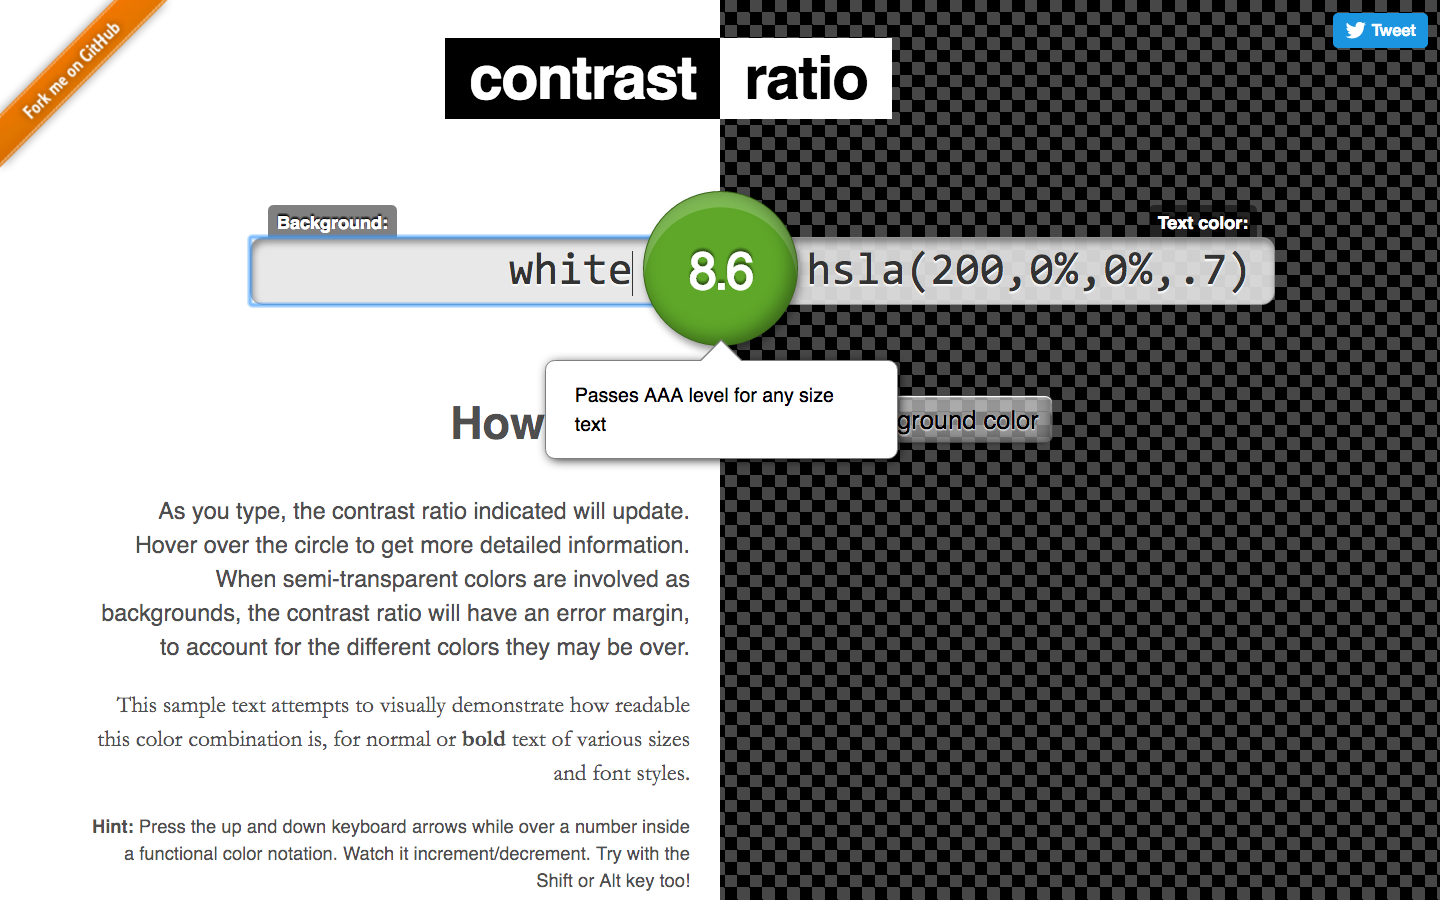 Fork me on GitHub
Tweet
contrast ratio
Background:
Text color:
white
8.6
hsla(200,0%,0%,.7)
Passes AAA level for any size
text
How
ground color
As you type, the contrast ratio indicated will update.
Hover over the circle to get more detailed information.
When semi-transparent colors are involved as
backgrounds, the contrast ratio will have an error margin,
to account for the different colors they may be over.
This sample text attempts to visually demonstrate how readable
this color combination is, for normal or bold text of various sizes
and font styles.
Hint: Press the up and down keyboard arrows while over a number inside
a functional color notation. Watch it increment/decrement. Try with the
Shift or Alt key too!